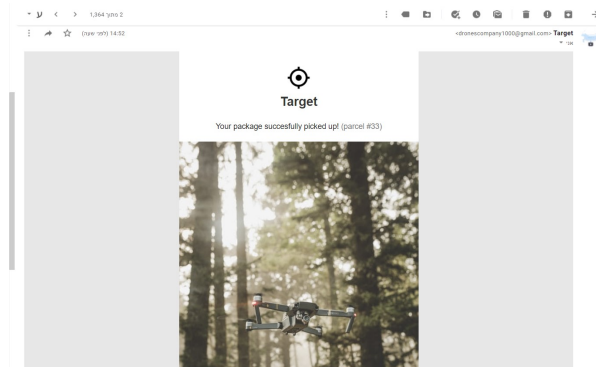 2 מתוך 1,364
ע
Target <dronescompany1000@gmail.com>
אני
14:52 (לפני שעה)
Target
Your package succesfully picked up! (parcel #33)